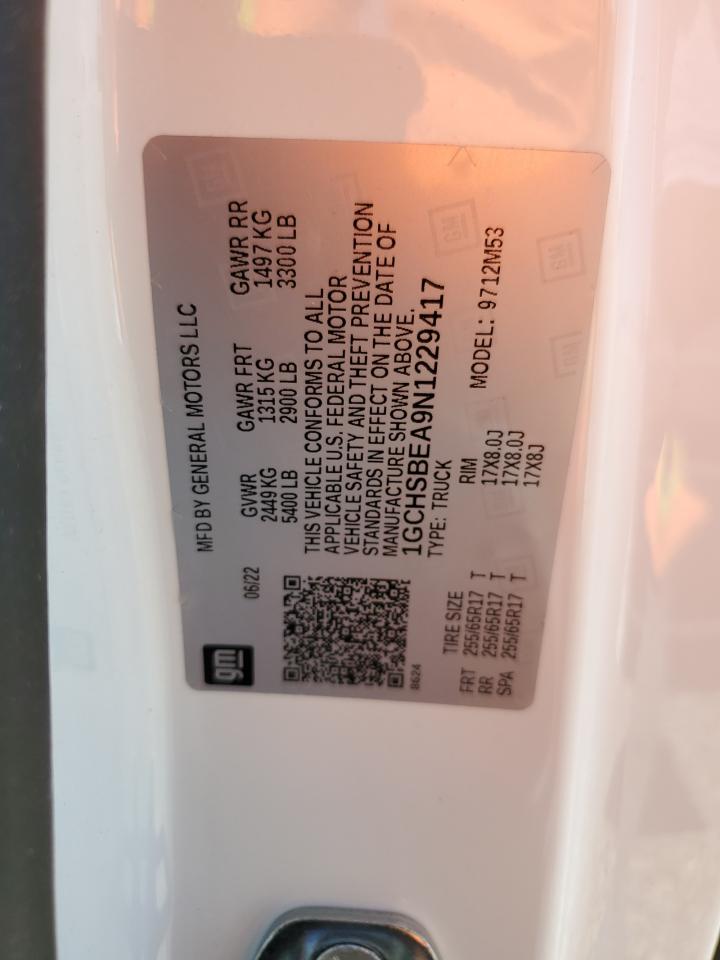 gm
06/22
MFD BY GENERAL MOTORS LLC
GVWR GAWR FRT GAWR RR
2449 KG 1315 KG 1497 KG
5400 LB 2900 LB 3300 LB
THIS VEHICLE CONFORMS TO ALL
APPLICABLE U.S. FEDERAL MOTOR
VEHICLE SAFETY AND THEFT PREVENTION
STANDARDS IN EFFECT ON THE DATE OF
MANUFACTURE SHOWN ABOVE.
1GCHSBEA9N1229417
8624
TYPE: TRUCK
MODEL: 9712M53
TIRE SIZE RIM
FRT 255/65R17 T 17X8.0J
RR 255/65R17 T 17X8.0J
SPA 255/65R17 T 17X8J